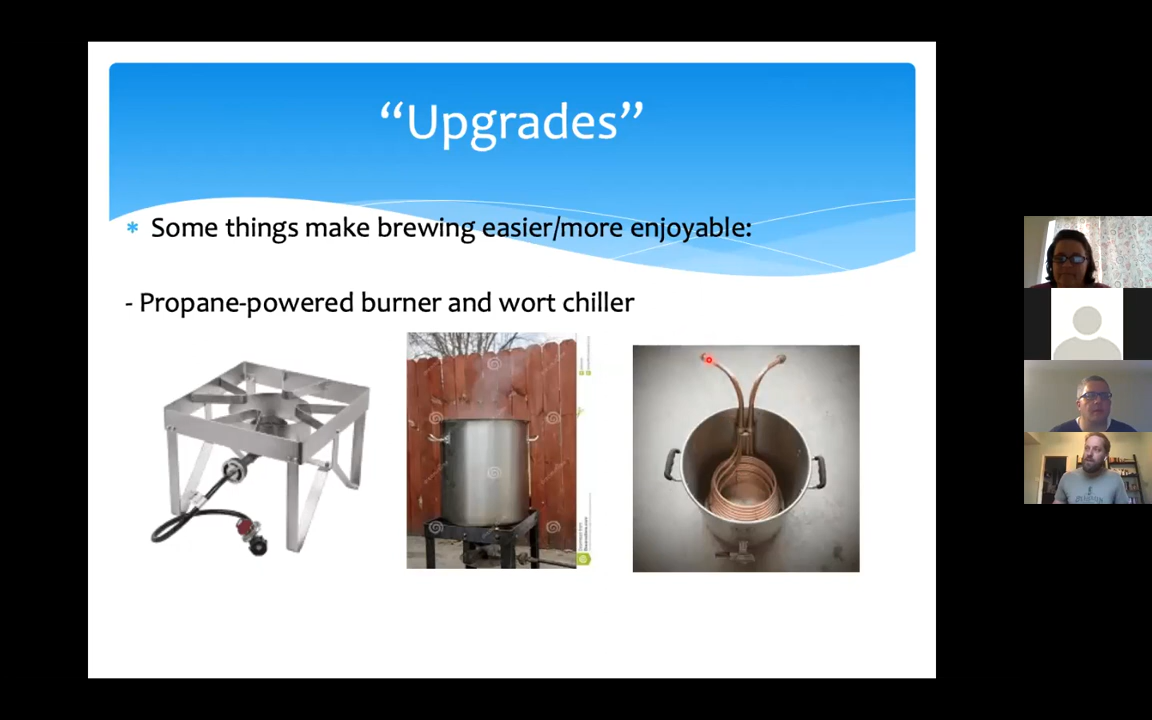 “Upgrades”
* Some things make brewing easier/more enjoyable:
- Propane-powered burner and wort chiller